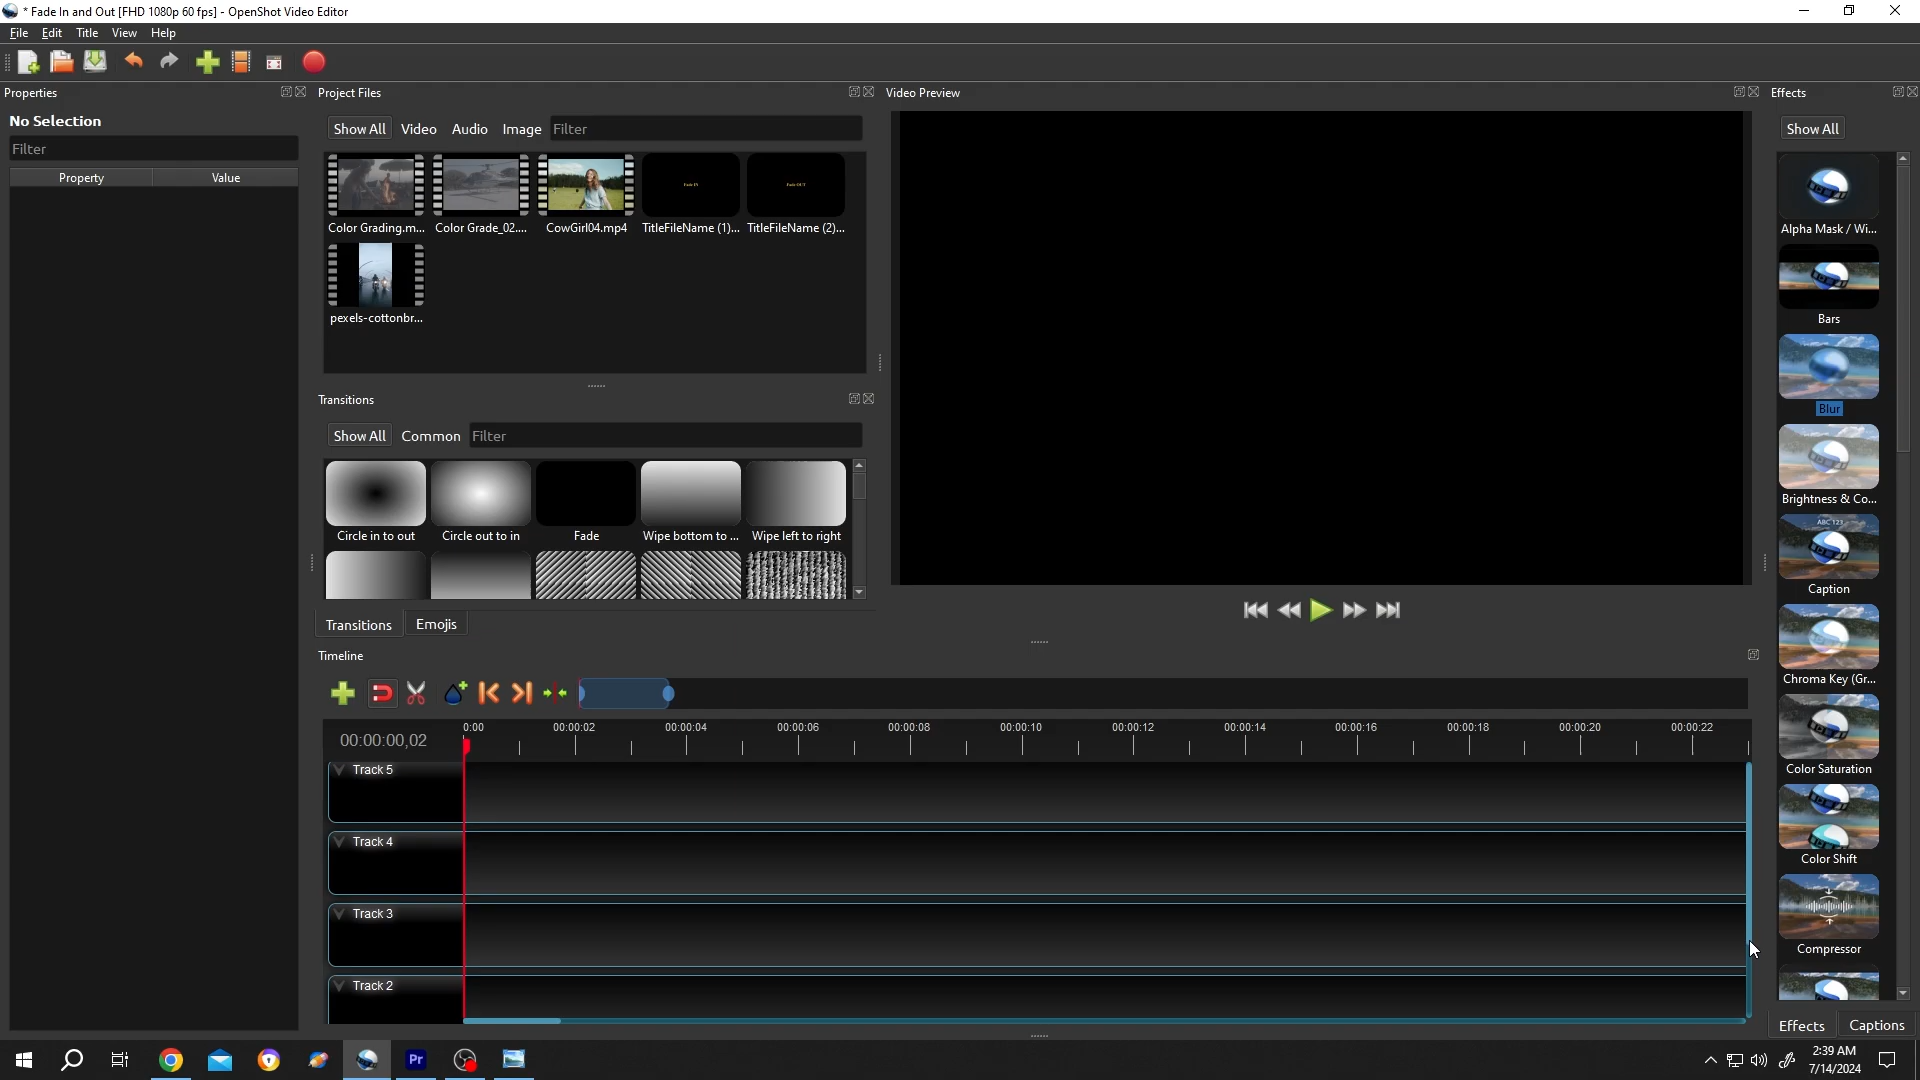 * Fade In and Out [FHD 1080p 60 fps] - OpenShot Video Editor
File Edit Title View Help
Properties
No Selection
Filter
Property Value
Project Files
Show All Video Audio Image Filter
Color Grading.m... Color Grade_02.... CowGirl04.mp4 TitleFileName (1)... TitleFileName (2)...
Fade IN
Fade OUT
pexels-cottonbr...
Transitions
Show All Common Filter
Circle in to out Circle out to in Fade Wipe bottom to ... Wipe left to right
Transitions Emojis
Video Preview
Timeline
00:00:00,02
0:00 00:00:02 00:00:04 00:00:06 00:00:08 00:00:10 00:00:12 00:00:14 00:00:16 00:00:18 00:00:20 00:00:22
Track 5
Track 4
Track 3
Track 2
Effects
Show All
Alpha Mask / Wi...
Bars
Blur
Brightness & Co...
ABC 123
Caption
Chroma Key (Gr...
Color Saturation
Color Shift
Compressor
Effects Captions
Pr
2:39 AM
7/14/2024